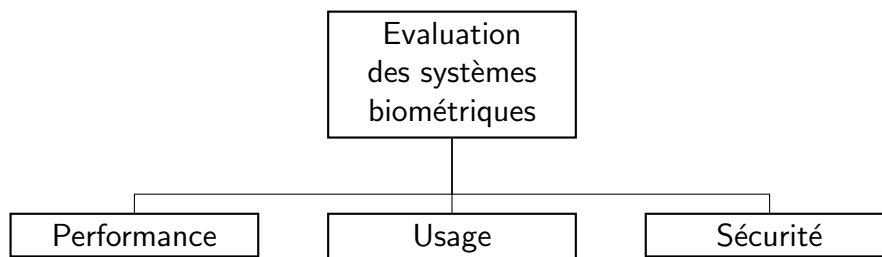 Evaluation
des systèmes
biométriques
Performance
Usage
Sécurité